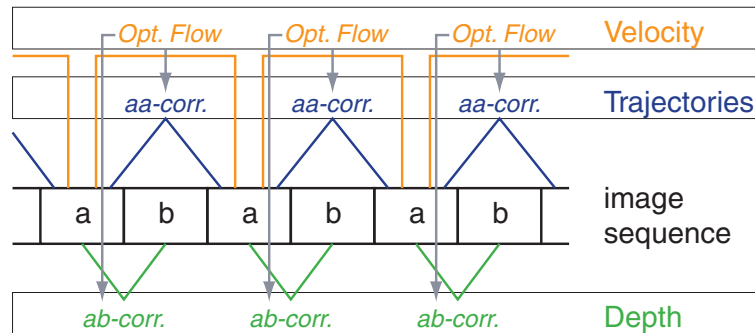 Opt. Flow Opt. Flow Opt. Flow Velocity
aa-corr. aa-corr. aa-corr. Trajectories
a b a b a b image
sequence
ab-corr. ab-corr. ab-corr. Depth